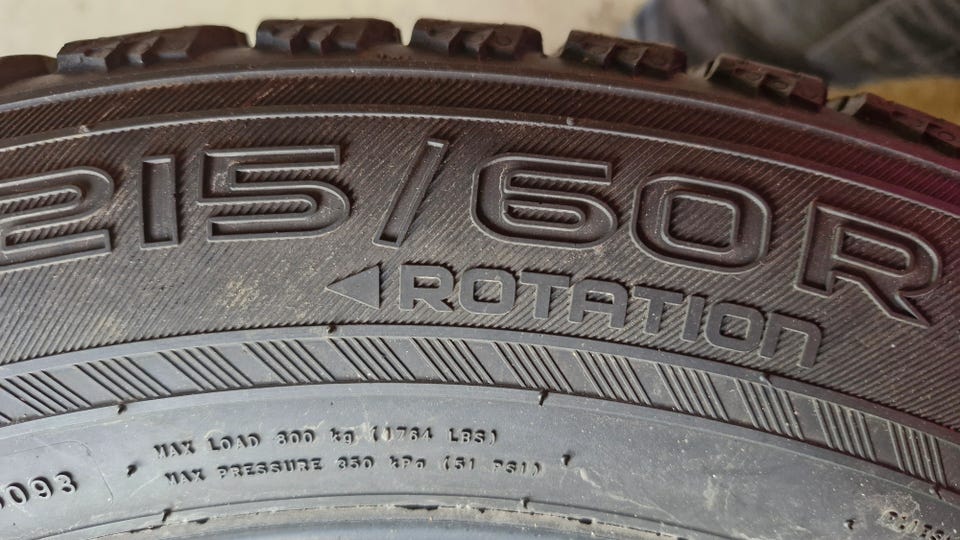 215/60R
ROTATION
MAX LOAD 800 kg (1764 LBS)
MAX PRESSURE 350 kPa (51 PSI)